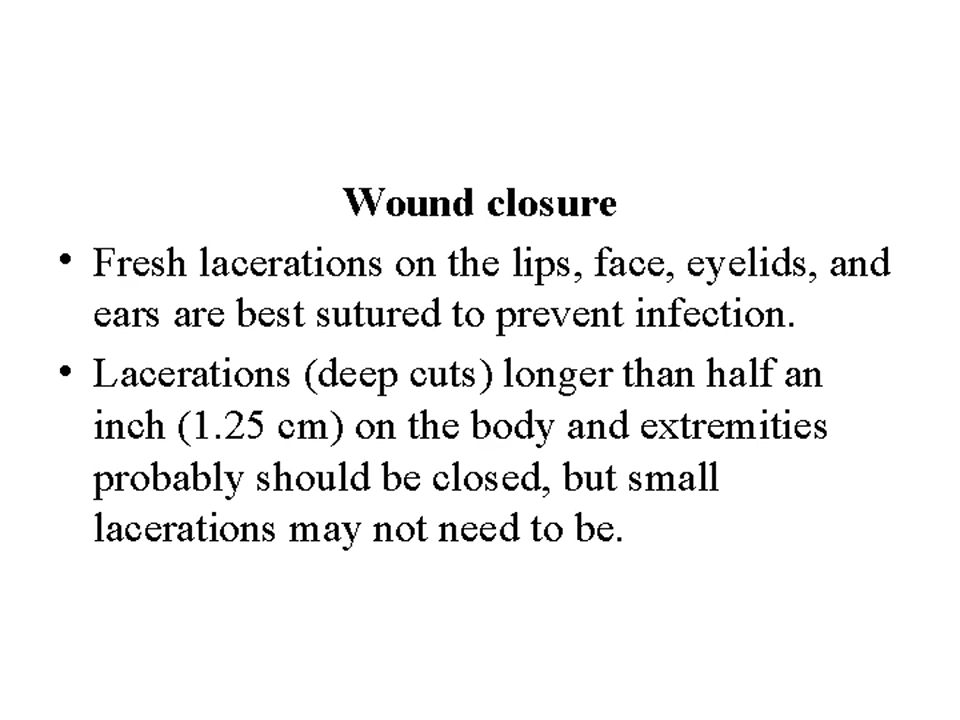 Wound closure
• Fresh lacerations on the lips, face, eyelids, and
ears are best sutured to prevent infection.
• Lacerations (deep cuts) longer than half an
inch (1.25 cm) on the body and extremities
probably should be closed, but small
lacerations may not need to be.